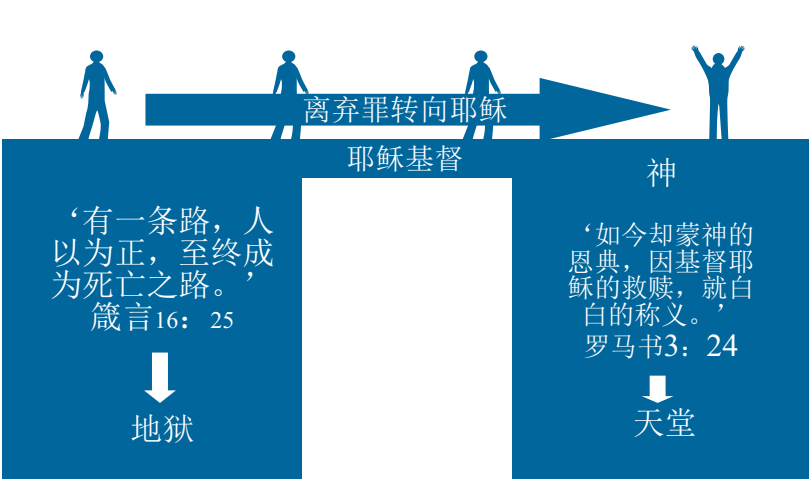 离弃罪转向耶稣
耶稣基督
神
‘有一条路，人
以为正，至终成
为死亡之路。’
箴言16：25
地狱
‘如今却蒙神的
恩典，因基督耶
稣的救赎，就白
白的称义。’
罗马书3：24
天堂